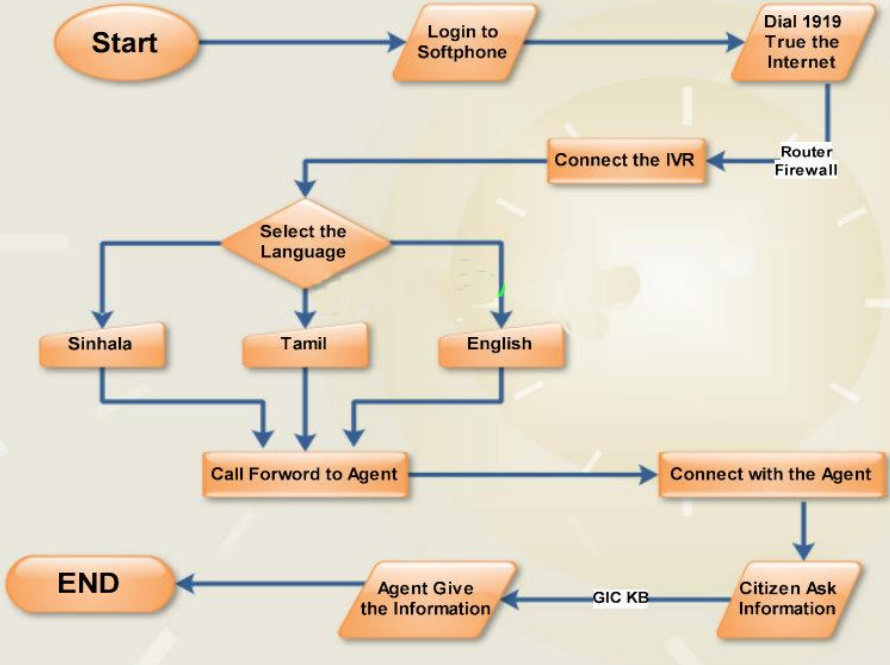 Start
Login to
Softphone
Dial 1919
True the
Internet
Router
Firewall
Connect the IVR
Select the
Language
Sinhala
Tamil
English
Call Forword to Agent
Connect with the Agent
Citizen Ask
Information
GIC KB
Agent Give
the Information
END